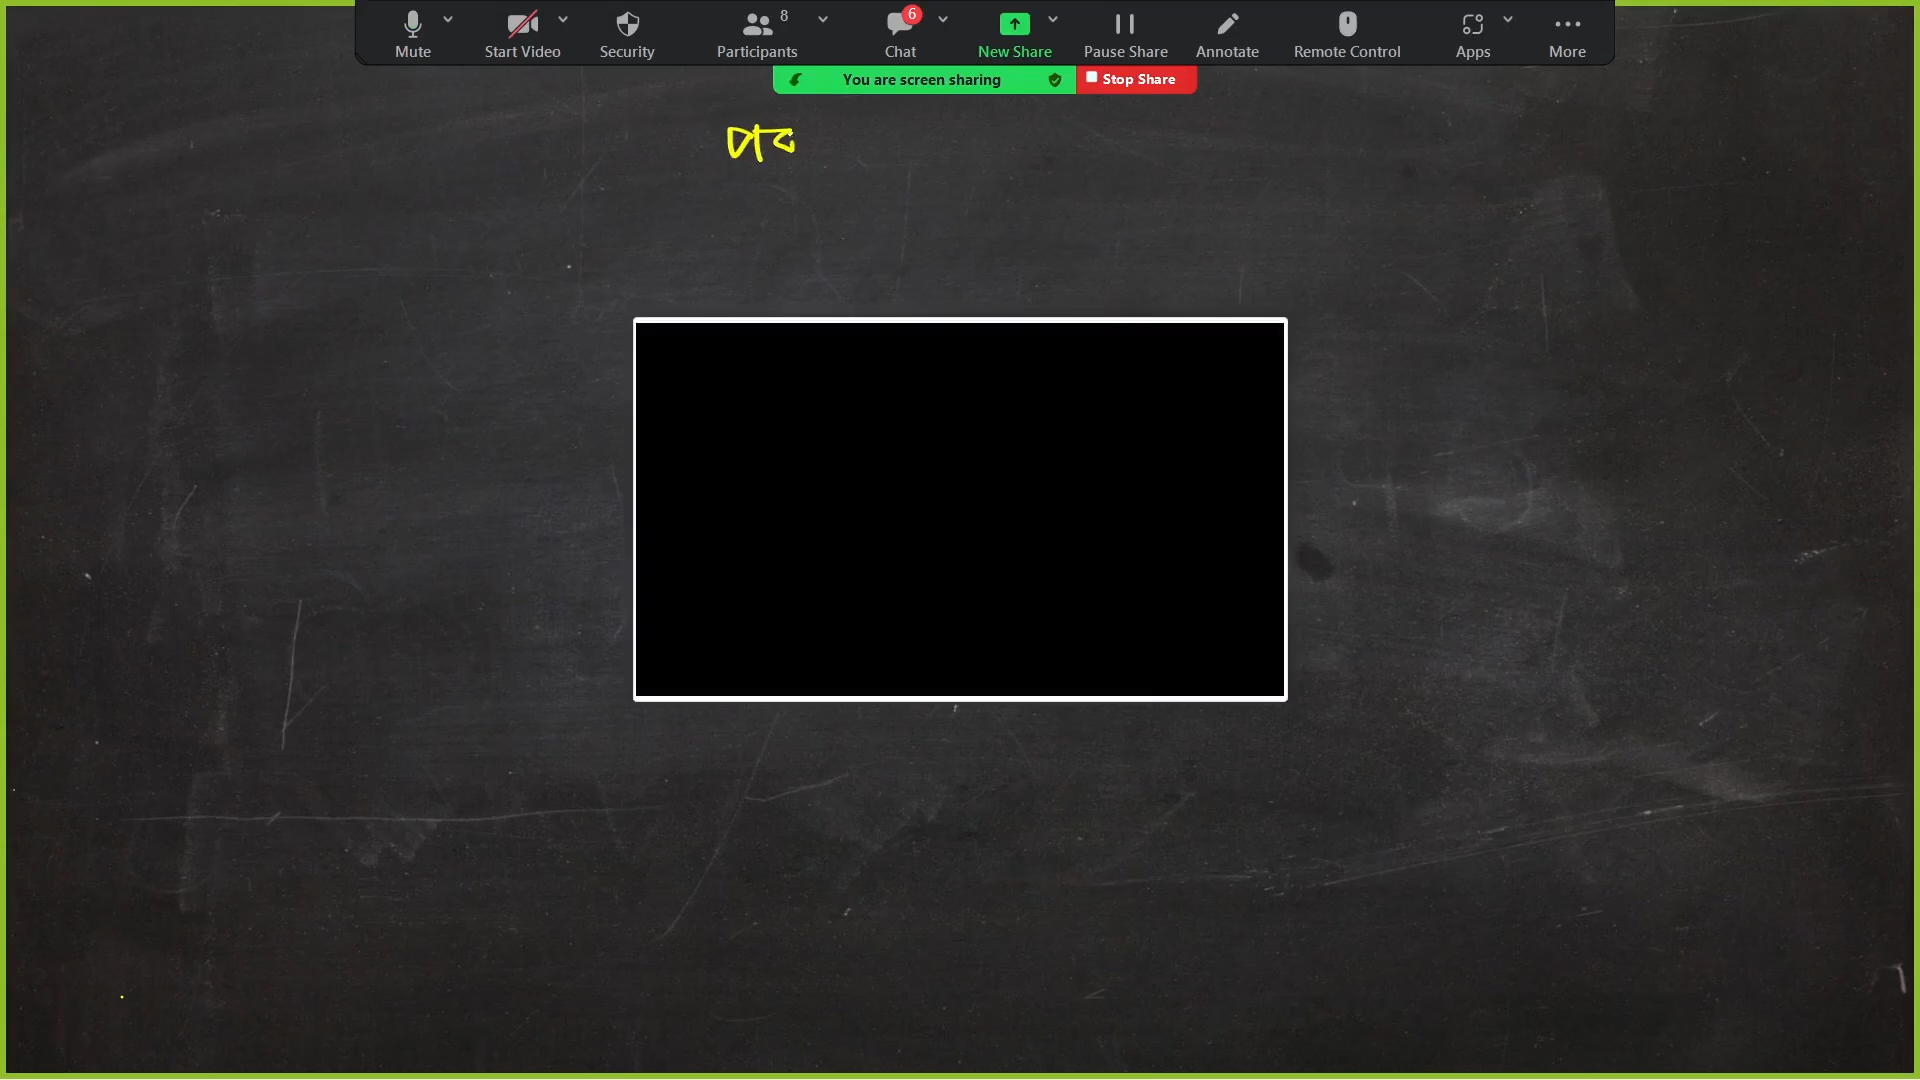 Mute Start Video Security Participants 8 Chat 6 New Share Pause Share Annotate Remote Control Apps More
You are screen sharing Stop Share